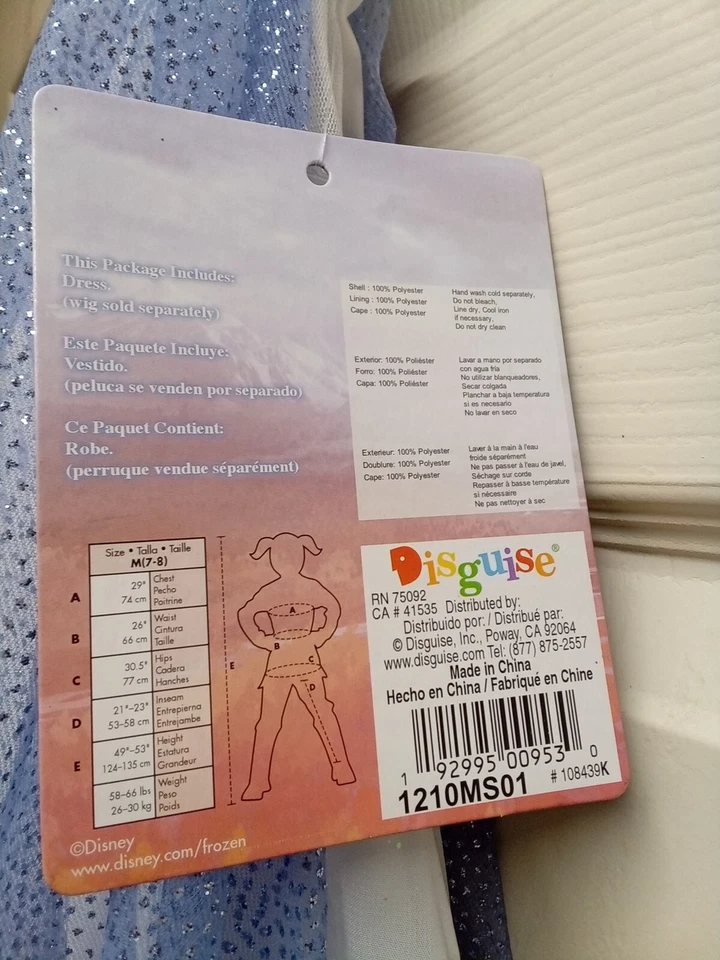 This Package Includes:
Dress.
(wig sold separately)
Este Paquete Incluye:
Vestido.
(peluca se venden por separado)
Ce Paquet Contient:
Robe.
(perruque vendue séparément)
Shell : 100% Polyester
Lining : 100% Polyester
Cape : 100% Polyester
Hand wash cold separately,
Do not bleach,
Line dry, Cool iron
if necessary,
Do not dry clean
Exterior: 100% Poliéster
Forro: 100% Poliéster
Capa: 100% Poliéster
Lavar a mano por separado
con agua fria
No utilizar blanqueadores,
Secar colgada
Planchar a baja temperatura
si es necesario
No lavar en seco
Exterieur: 100% Polyester
Doublure: 100% Polyester
Cape: 100% Polyester
Laver à la main à l'eau
froide séparément
Ne pas passer à l'eau de javel,
Séchage sur corde
Repasser à basse température
si nécessaire
Ne pas nettoyer à sec
Size • Talla • Taille
M(7-8)
A 29" Chest
74 cm Pecho
Poitrine
B 26" Waist
66 cm Cintura
Taille
C 30.5" Hips
77 cm Cadera
Hanches
D 21"-23" Inseam
53-58 cm Entrepierna
Entrejambe
E 49"-53" Height
124-135 cm Estatura
Grandeur
58-66 lbs Weight
26-30 kg Peso
Poids
A
B
C
D
E
Disguise®
RN 75092
CA # 41535 Distributed by:
Distribuido por: / Distribué par:
© Disguise, Inc., Poway, CA 92064
www.disguise.com Tel: (877) 875-2557
Made in China
Hecho en China / Fabriqué en Chine
1 92995 00953 0
1210MS01 # 108439K
©Disney
www.disney.com/frozen